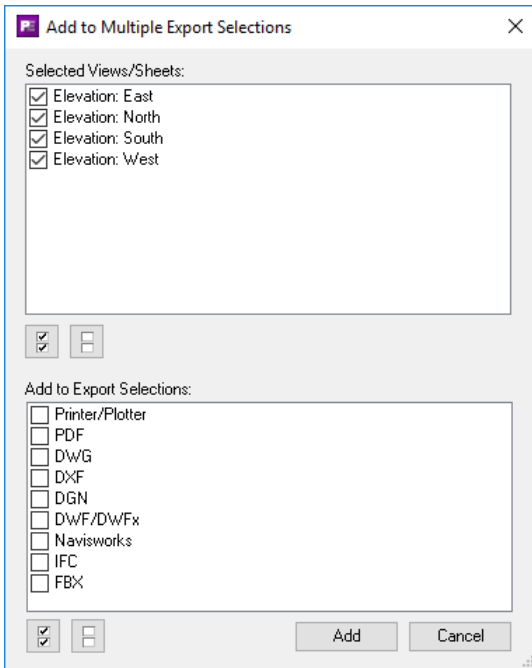 Add to Multiple Export Selections
Selected Views/Sheets:
Elevation: East
Elevation: North
Elevation: South
Elevation: West
Add to Export Selections:
Printer/Plotter
PDF
DWG
DXF
DGN
DWF/DWFx
Navisworks
IFC
FBX
Add Cancel